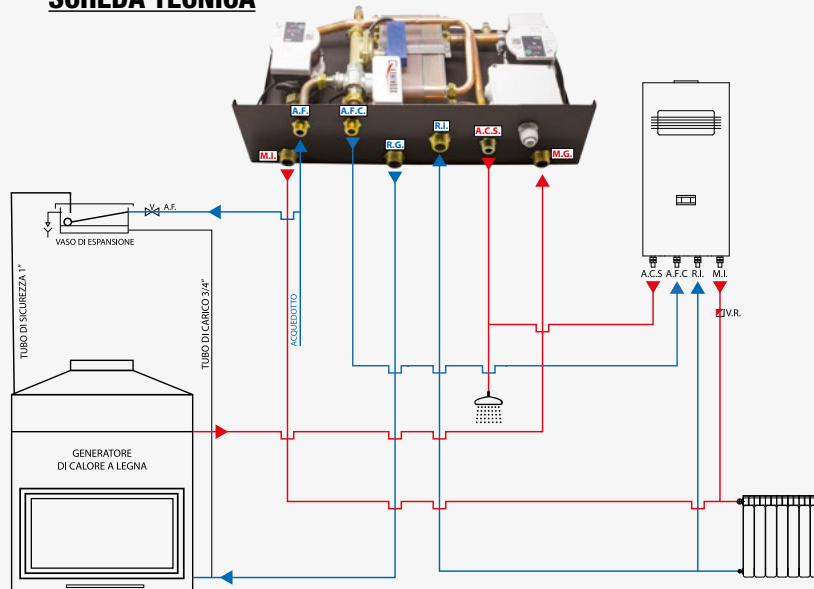 SCHEDA TECNICA
A.F.
A.F.C.
R.I.
A.C.S.
M.I.
R.G.
M.G.
V
A.F.
VASO DI ESPANSIONE
TUBO DI SICUREZZA 1"
TUBO DI CARICO 3/4"
ACQUEDOTTO
A.C.S A.F.C R.I. M.I.
V.R.
GENERATORE
DI CALORE A LEGNA